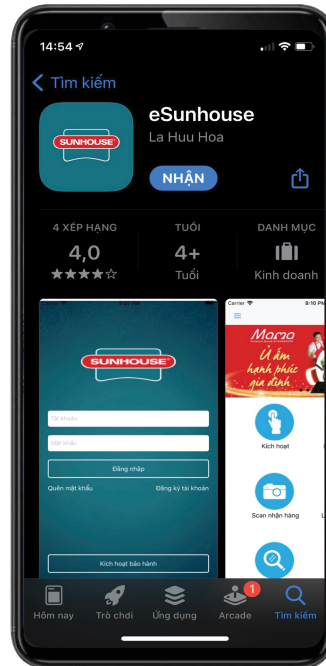 14:54
Tìm kiếm
SUNHOUSE
eSunhouse
La Huu Hoa
NHẬN
4 XẾP HẠNG
TUỔI
DANH MỤC
4,0
4+
Tuổi
Kinh doanh
SUNHOUSE
Tài khoản
Mật khẩu
Đăng nhập
Quên mật khẩu
Đăng ký tài khoản
Kích hoạt bảo hành
Carrier
8:10 PM
Mama
Ủ ấm
hạnh phúc
gia đình
Kích hoạt
Scan nhận hàng
L
1
Hôm nay
Trò chơi
Ứng dụng
Arcade
Tìm kiếm